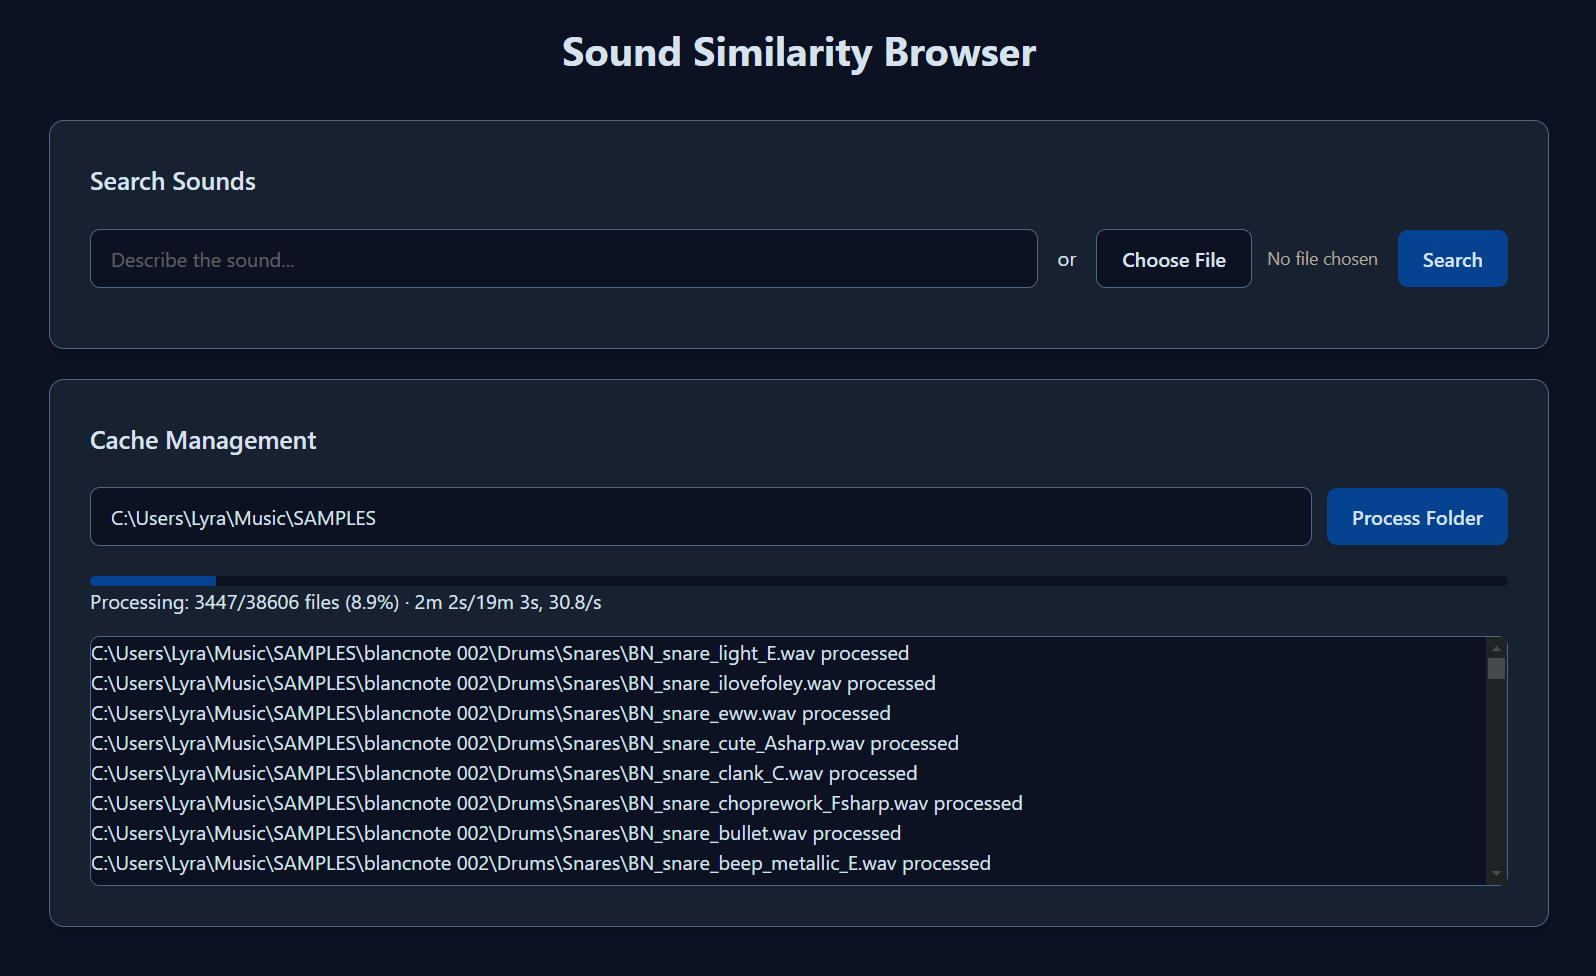 Sound Similarity Browser
Search Sounds
Describe the sound...
or
Choose File
No file chosen
Search
Cache Management
C:\Users\Lyra\Music\SAMPLES
Process Folder
Processing: 3447/38606 files (8.9%) · 2m 2s/19m 3s, 30.8/s
C:\Users\Lyra\Music\SAMPLES\blancnote 002\Drums\Snares\BN_snare_light_E.wav processed
C:\Users\Lyra\Music\SAMPLES\blancnote 002\Drums\Snares\BN_snare_ilovefoley.wav processed
C:\Users\Lyra\Music\SAMPLES\blancnote 002\Drums\Snares\BN_snare_eww.wav processed
C:\Users\Lyra\Music\SAMPLES\blancnote 002\Drums\Snares\BN_snare_cute_Asharp.wav processed
C:\Users\Lyra\Music\SAMPLES\blancnote 002\Drums\Snares\BN_snare_clank_C.wav processed
C:\Users\Lyra\Music\SAMPLES\blancnote 002\Drums\Snares\BN_snare_choprework_Fsharp.wav processed
C:\Users\Lyra\Music\SAMPLES\blancnote 002\Drums\Snares\BN_snare_bullet.wav processed
C:\Users\Lyra\Music\SAMPLES\blancnote 002\Drums\Snares\BN_snare_beep_metallic_E.wav processed